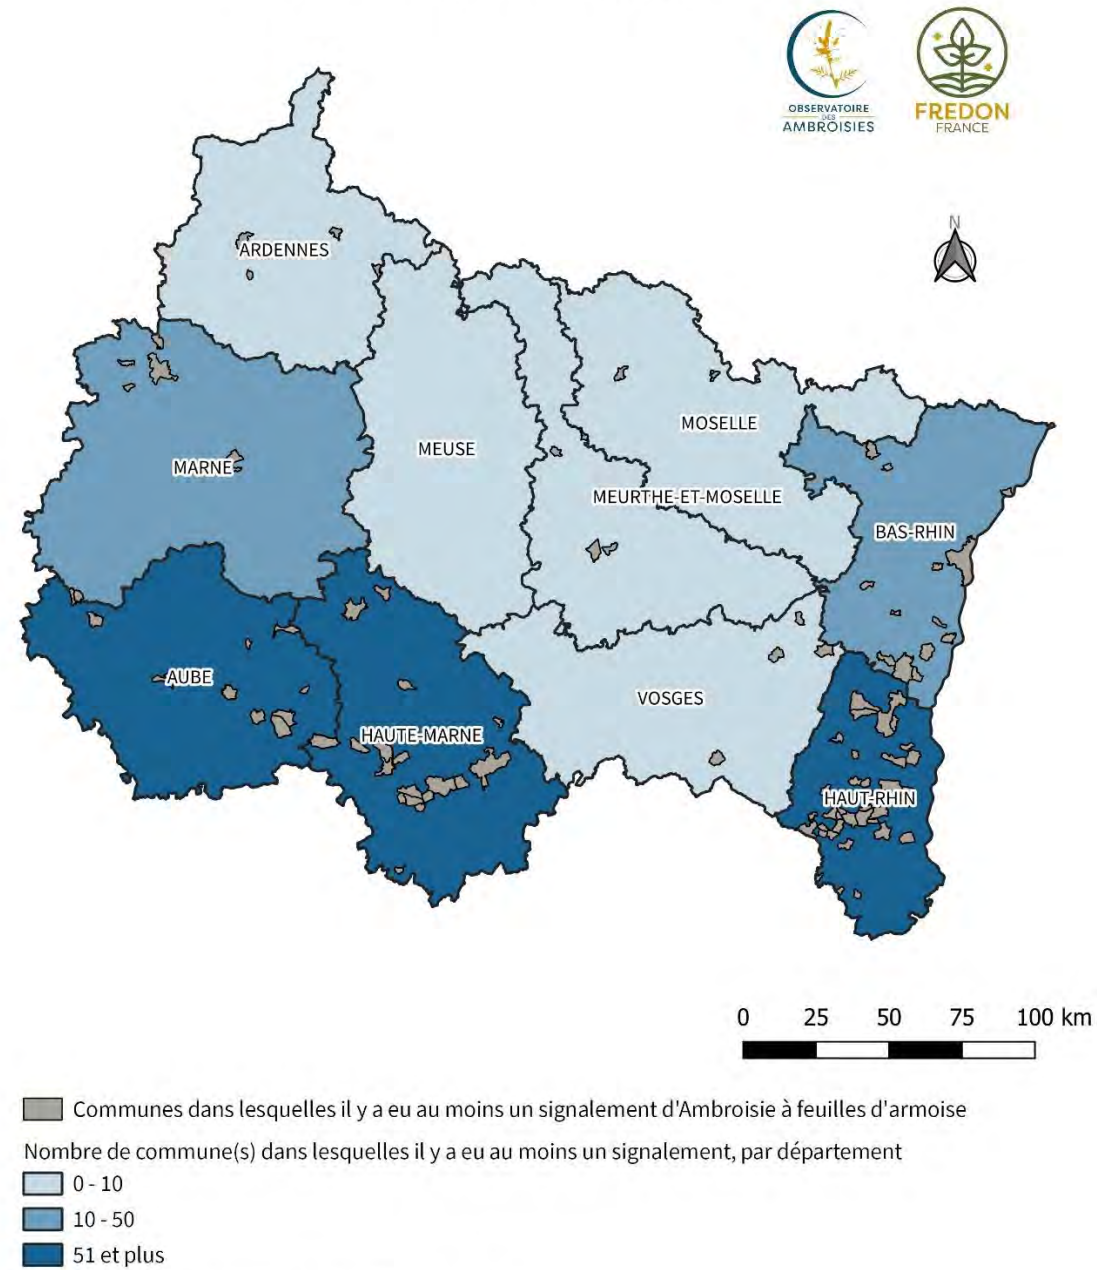 OBSERVATOIRE
DES
AMBROISIES
FREDON
FRANCE
N
ARDENNES
MOSELLE
MEUSE
MARNE
MEURTHE-ET-MOSELLE
BAS-RHIN
AUBE
VOSGES
HAUTE-MARNE
HAUT-RHIN
0 25 50 75 100 km
Communes dans lesquelles il y a eu au moins un signalement d'Ambroisie à feuilles d'armoise
Nombre de commune(s) dans lesquelles il y a eu au moins un signalement, par département
0 - 10
10 - 50
51 et plus